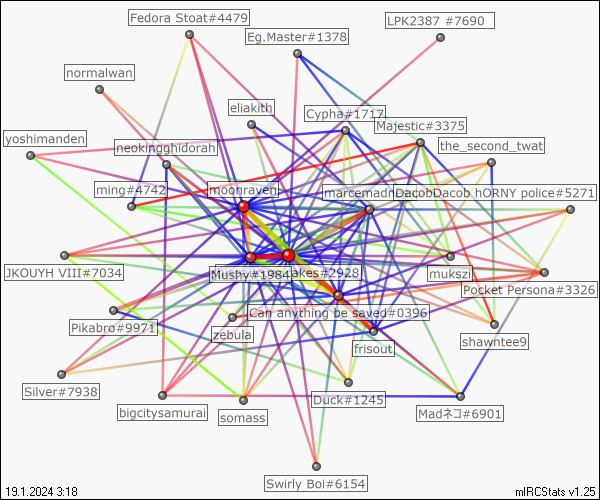 Fedora Stoat#4479
LPK2387 #7690
Eg.Master#1378
normalwan
eliakith
Cypha#1717
Majestic#3375
yoshimanden
neokingghidorah
the_second_twat
ming#4742
moonraven
marcemadn
DacobDacob hORNY police#5271
JKOUYH VIII#7034
Mushy#1984
akes#2928
mukszi
Pocket Persona#3326
Can anything be saved#0396
Pikabro#9971
zebula
frisout
shawntee9
Silver#7938
bigcitysamurai
somass
Duck#1245
Madネコ#6901
Swirly Boi#6154
19.1.2024 3:18
mIRCStats v1.25